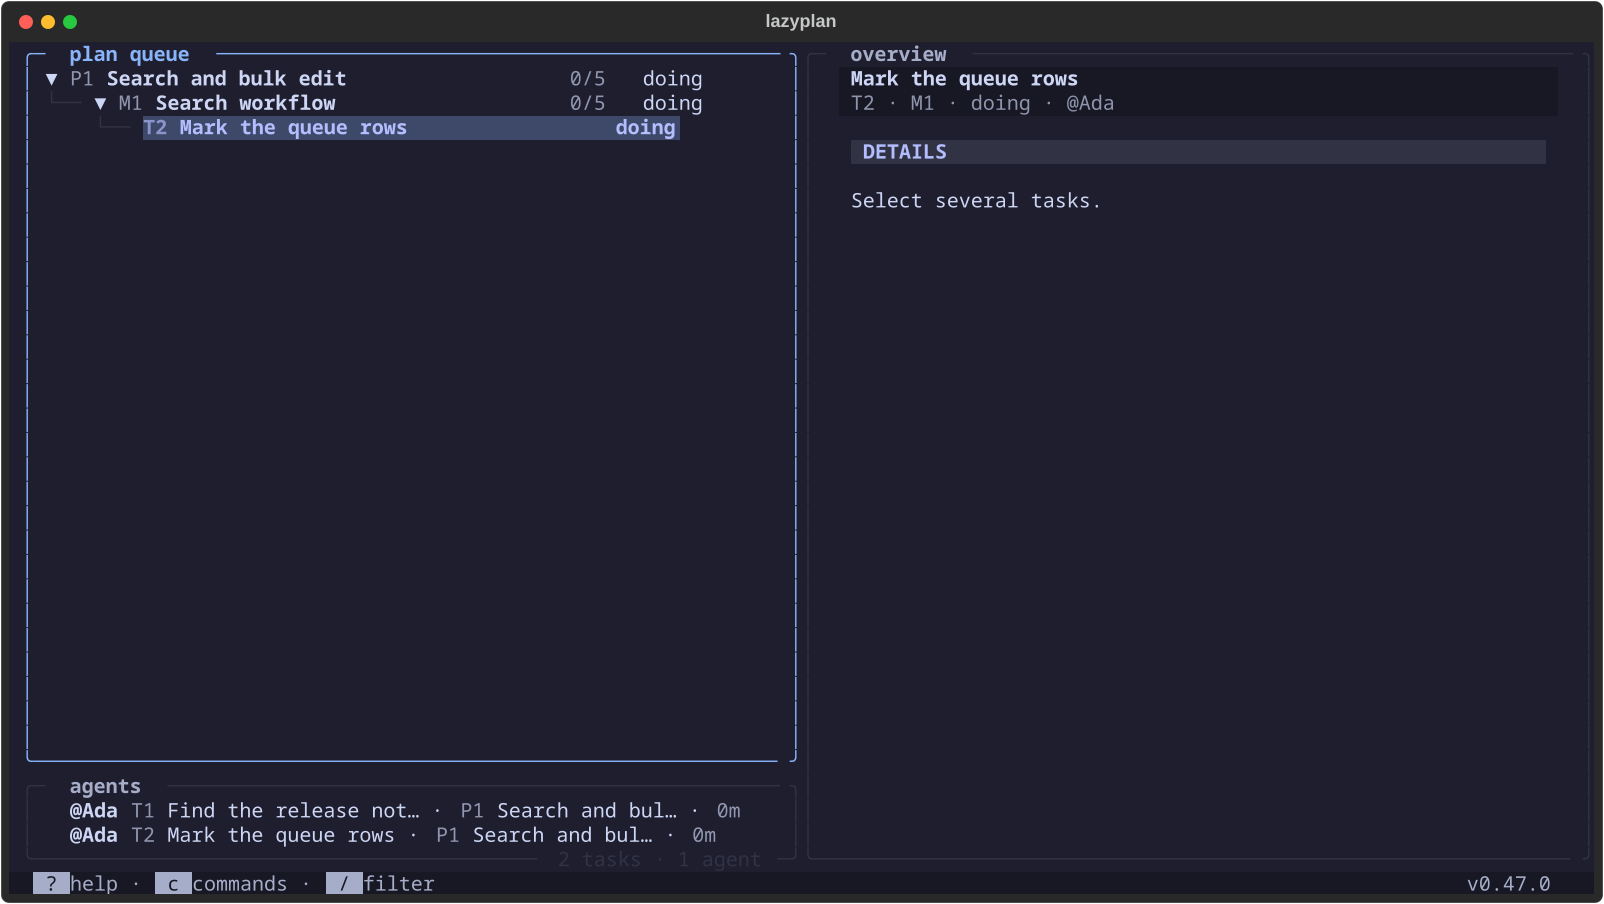 lazyplan
plan queue
▼ P1 Search and bulk edit 0/5 doing
▼ M1 Search workflow 0/5 doing
T2 Mark the queue rows doing
agents
@Ada T1 Find the release not… · P1 Search and bul… · 0m
@Ada T2 Mark the queue rows · P1 Search and bul… · 0m
2 tasks · 1 agent
overview
Mark the queue rows
T2 · M1 · doing · @Ada
DETAILS
Select several tasks.
? help · c commands · / filter
v0.47.0